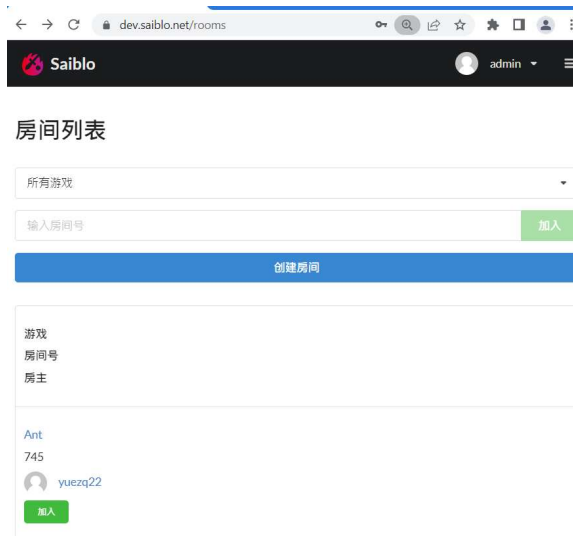 dev.saiblo.net/rooms
Saiblo
admin
房间列表
所有游戏
输入房间号
加入
创建房间
游戏
房间号
房主
Ant
745
yuezq22
加入